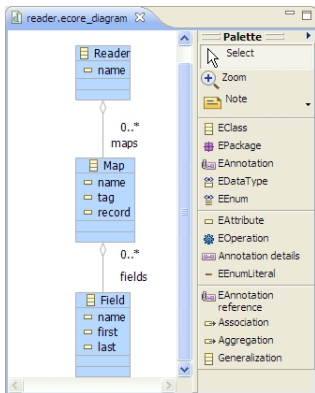 reader.ecore_diagram
Reader
name
0..*
maps
Map
name
tag
record
0..*
fields
Field
name
first
last
Palette
Select
Zoom
Note
EClass
EPackage
EAnnotation
EDataType
EEnum
EAttribute
EOperation
Annotation details
EEnumLiteral
EAnnotation
reference
Association
Aggregation
Generalization